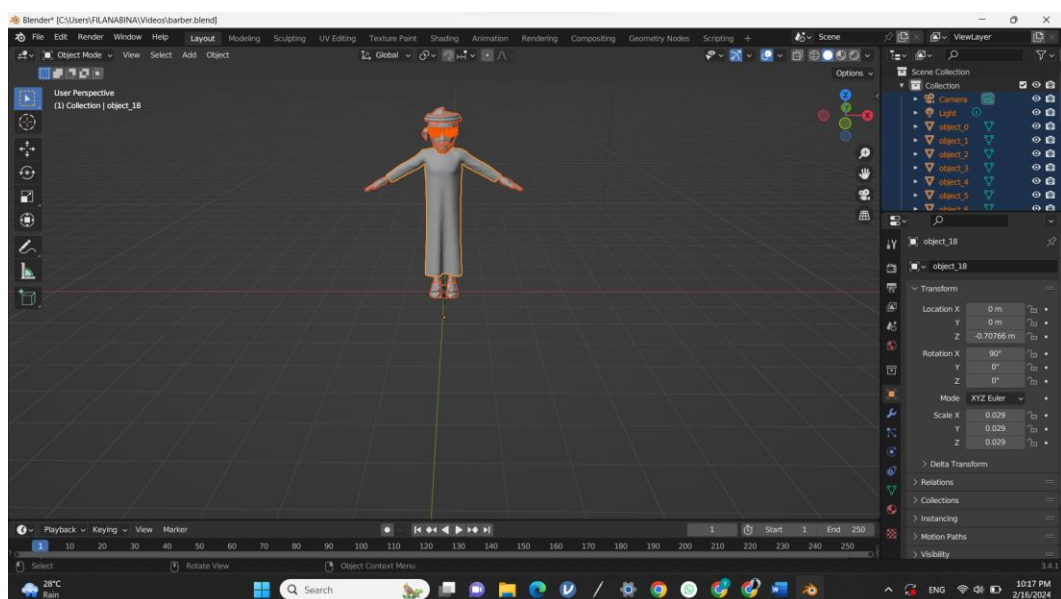 Blender* [C:\Users\FILANABINA\Videos\barber.blend]
File Edit Render Window Help Layout Modeling Sculpting UV Editing Texture Paint Shading Animation Rendering Compositing Geometry Nodes Scripting + Scene ViewLayer
Object Mode View Select Add Object Global
Options
User Perspective
(1) Collection | object_18
Z
Y
X
Scene Collection
Collection
Camera
Light
object_0
object_1
object_2
object_3
object_4
object_5
object_6
object_18
object_18
Transform
Location X 0 m
Y 0 m
Z -0.70766 m
Rotation X 90°
Y 0°
Z 0°
Mode XYZ Euler
Scale X 0.029
Y 0.029
Z 0.029
Delta Transform
Relations
Collections
Instancing
Motion Paths
Visibility
Playback Keying View Marker 1 Start 1 End 250
1 10 20 30 40 50 60 70 80 90 100 110 120 130 140 150 160 170 180 190 200 210 220 230 240 250
Select Rotate View Object Context Menu 3.4.1
28°C
Rain
Search
ENG
10:17 PM
2/16/2024